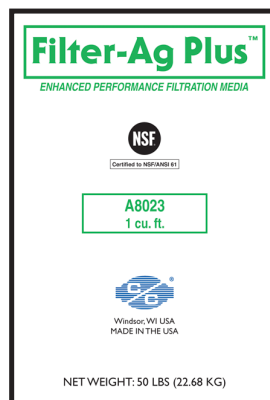 Filter-Ag Plus™
ENHANCED PERFORMANCE FILTRATION MEDIA
NSF.
Certified to NSF/ANSI 61
A8023
1 cu. ft.
C/C®
Windsor, WI USA
MADE IN THE USA
NET WEIGHT: 50 LBS (22.68 KG)